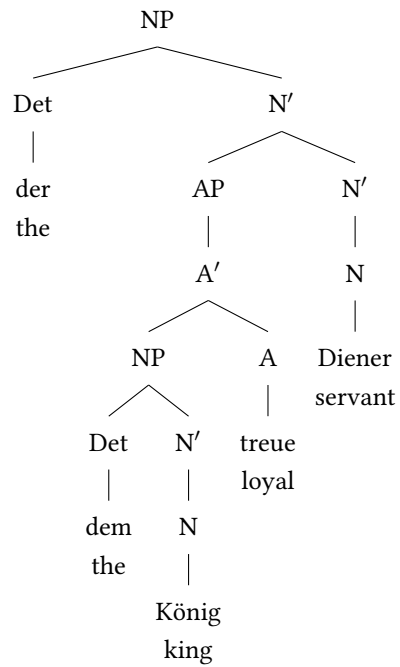 NP
Det N′
der AP N′
the
A′ N
NP A Diener
servant
Det N′ treue
loyal
dem N
the
König
king